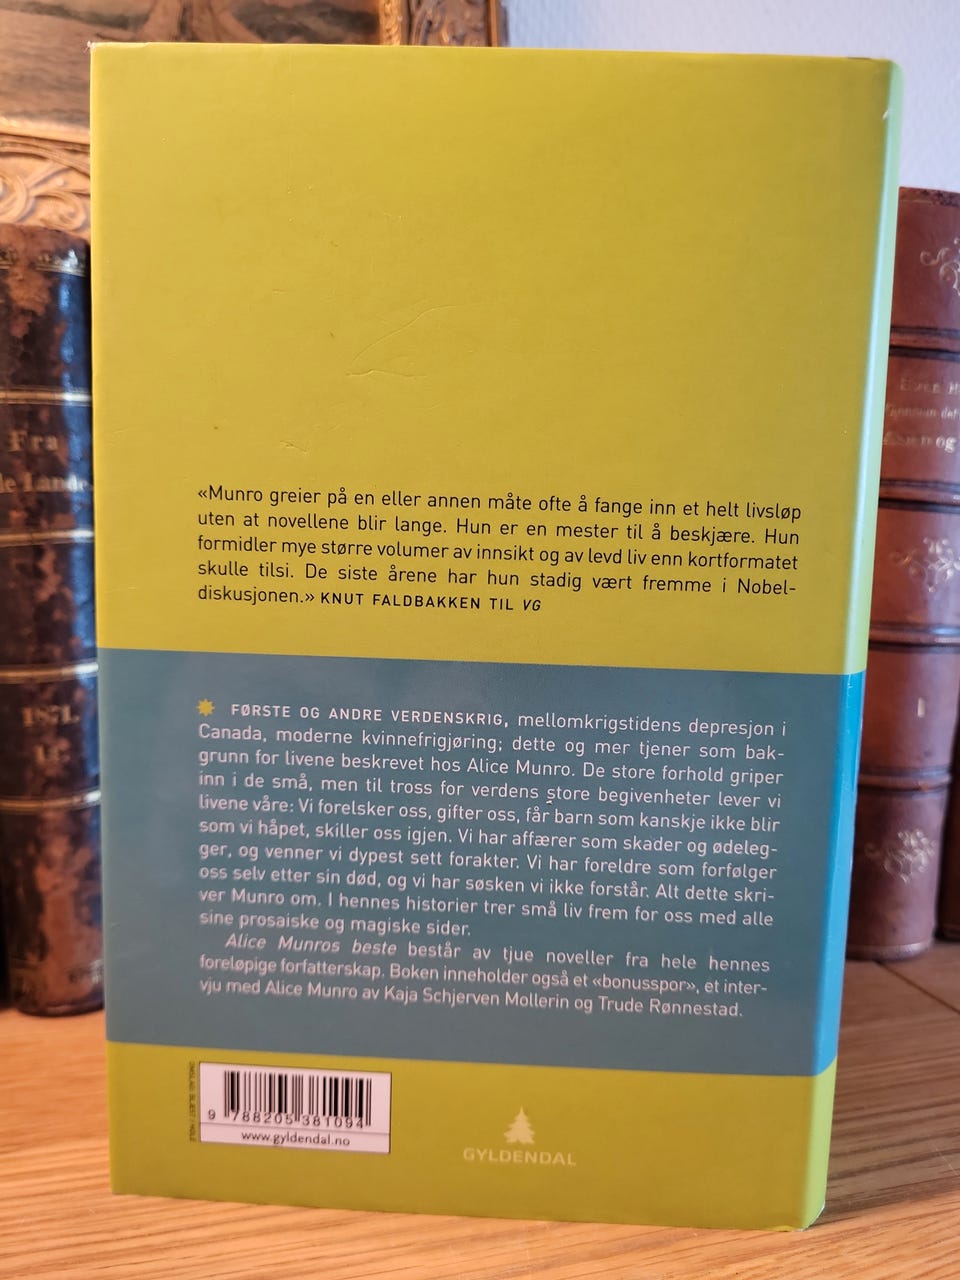 «Munro greier på en eller annen måte ofte å fange inn et helt livsløp
uten at novellene blir lange. Hun er en mester til å beskjære. Hun
formidler mye større volumer av innsikt og av levd liv enn kortformatet
skulle tilsi. De siste årene har hun stadig vært fremme i Nobel-
diskusjonen.» KNUT FALDBAKKEN TIL VG
FØRSTE OG ANDRE VERDENSKRIG, mellomkrigstidens depresjon i
Canada, moderne kvinnefrigjøring; dette og mer tjener som bak-
grunn for livene beskrevet hos Alice Munro. De store forhold griper
inn i de små, men til tross for verdens store begivenheter lever vi
livene våre: Vi forelsker oss, gifter oss, får barn som kanskje ikke blir
som vi håpet, skiller oss igjen. Vi har affærer som skader og ødeleg-
ger, og venner vi dypest sett forakter. Vi har foreldre som forfølger
oss selv etter sin død, og vi har søsken vi ikke forstår. Alt dette skri-
ver Munro om. I hennes historier trer små liv frem for oss med alle
sine prosaiske og magiske sider.
Alice Munros beste består av tjue noveller fra hele hennes
foreløpige forfatterskap. Boken inneholder også et «bonusspor», et inter-
vju med Alice Munro av Kaja Schjerven Mollerin og Trude Rønnestad.
OMSLAG: BLÆST / HØLE
9 788205 381094
www.gyldendal.no
GYLDENDAL
Fra
1871.
1